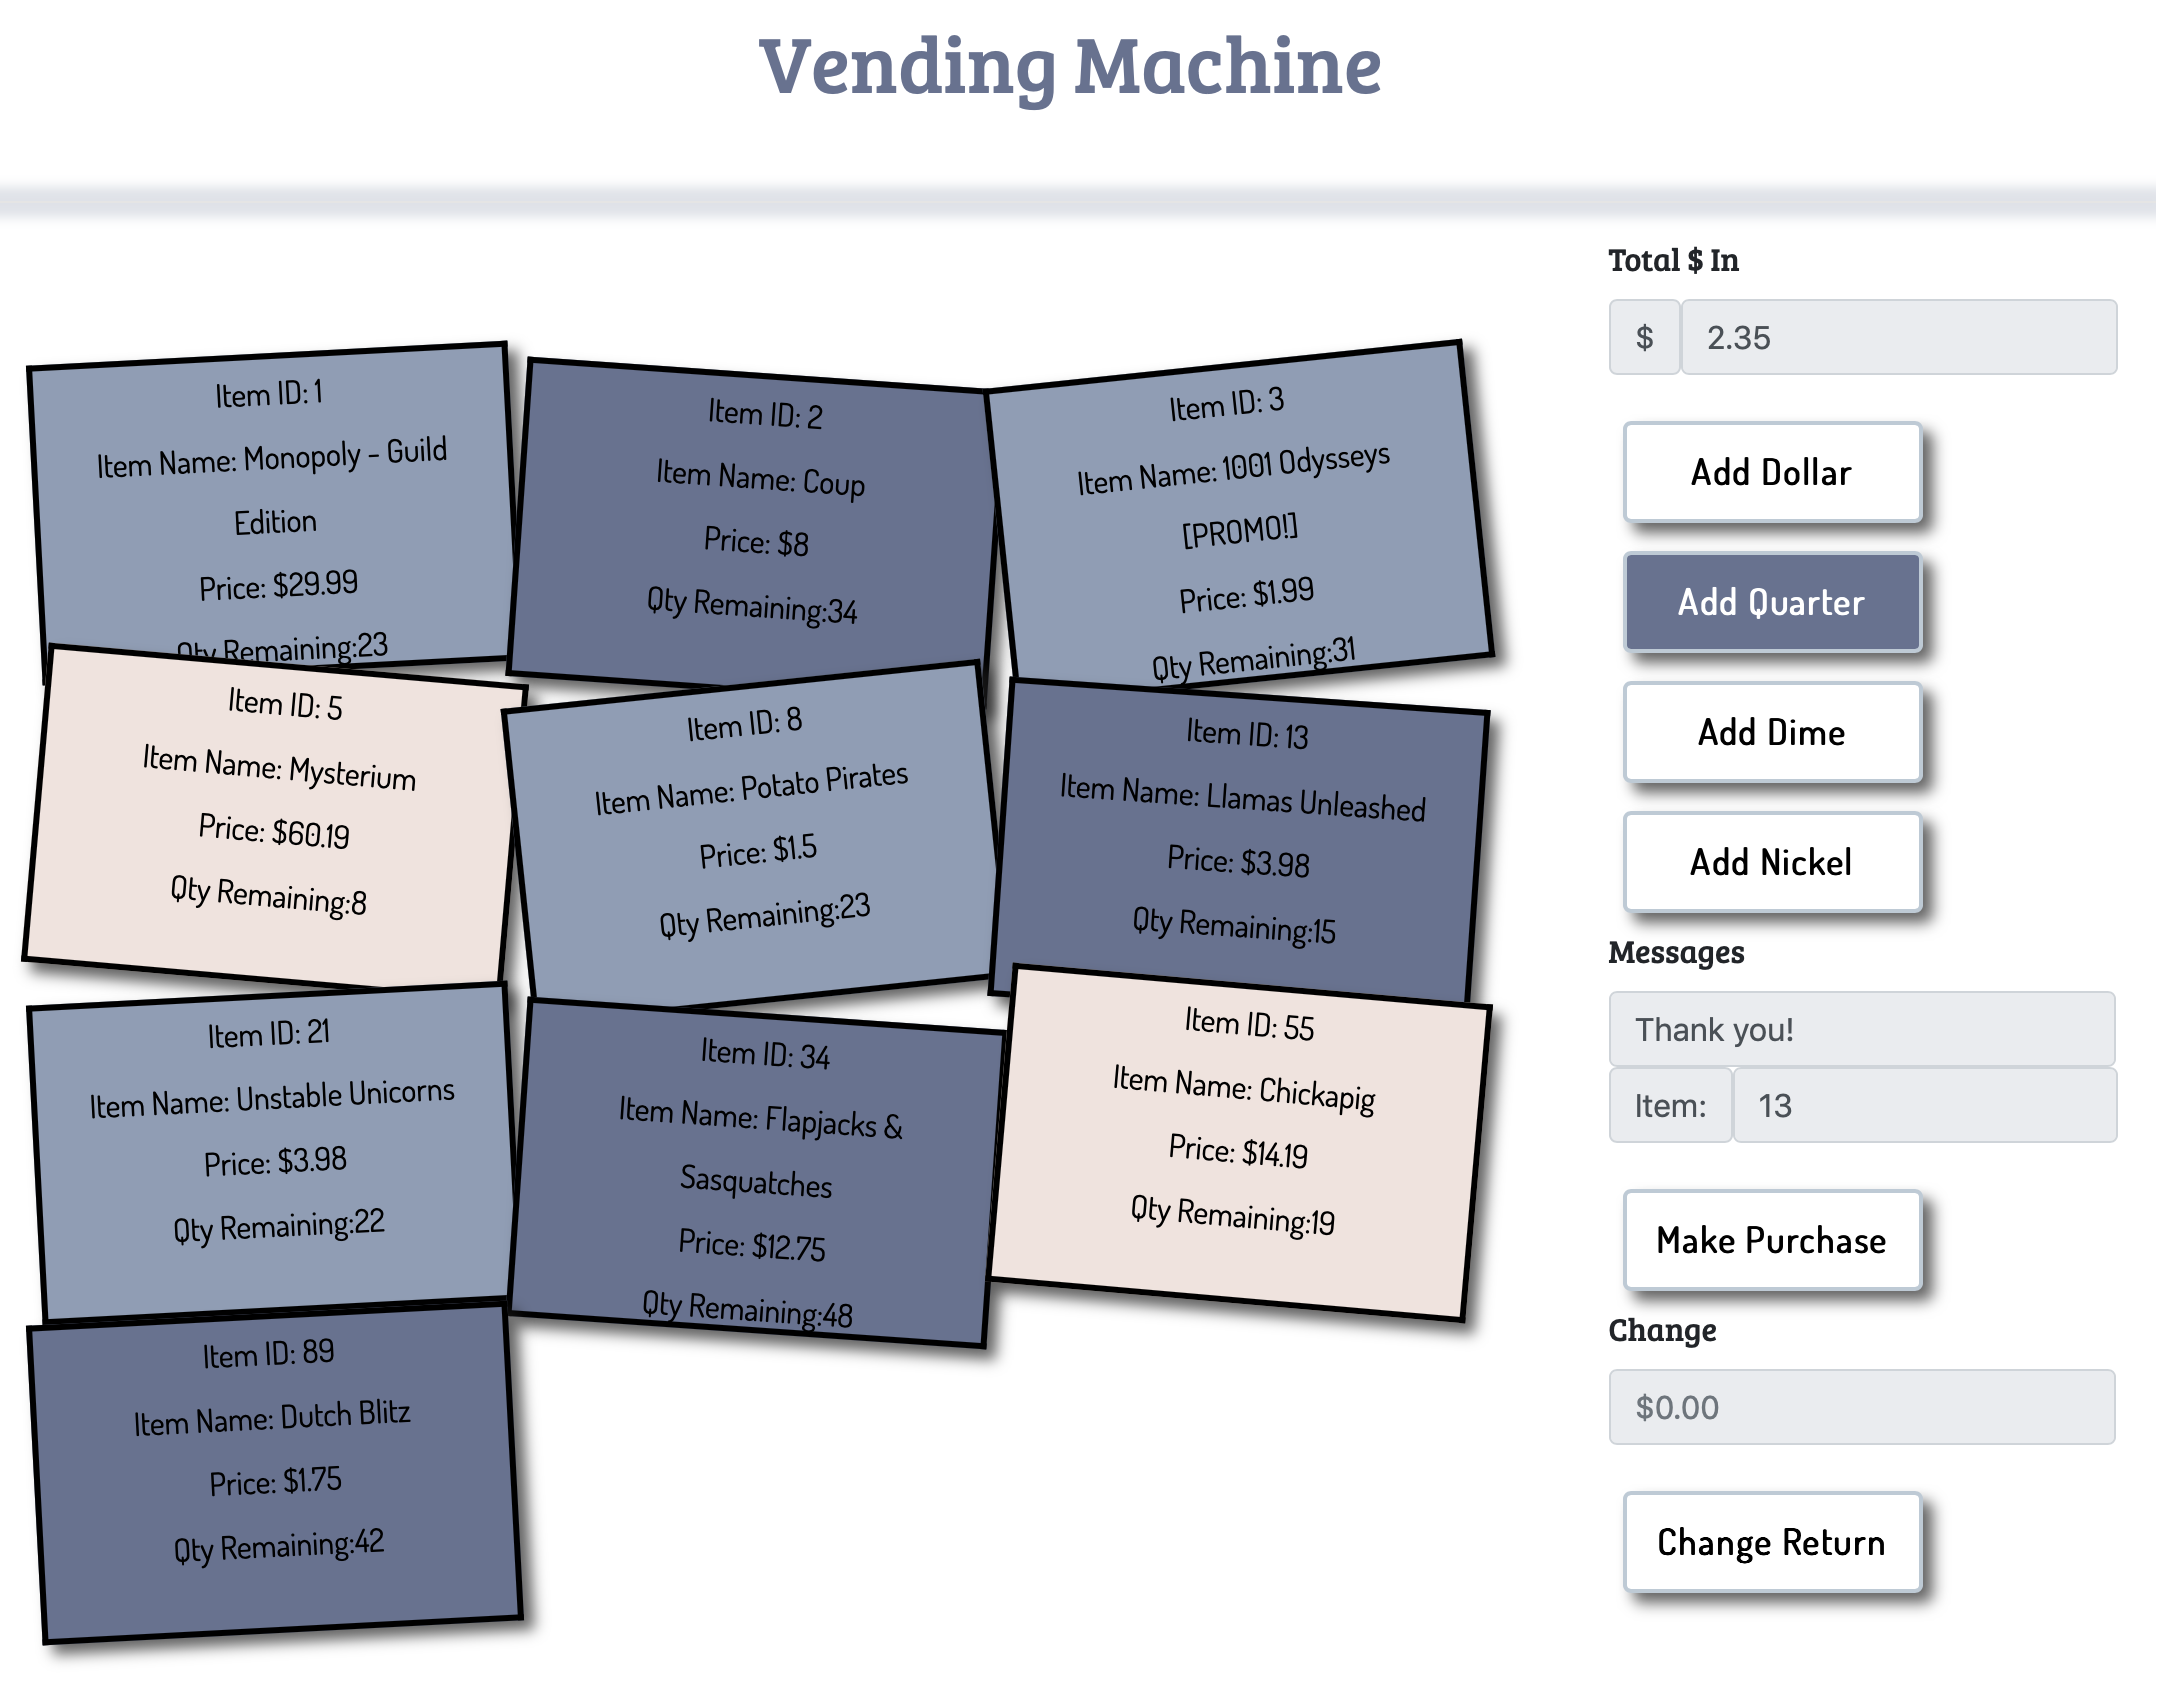 Vending Machine
Item ID: 1
Item Name: Monopoly - Guild
Edition
Price: $29.99
Qty Remaining:23
Item ID: 2
Item Name: Coup
Price: $8
Qty Remaining:34
Item ID: 3
Item Name: 1001 Odysseys
[PROMO!]
Price: $1.99
Qty Remaining:31
Item ID: 5
Item Name: Mysterium
Price: $60.19
Qty Remaining:8
Item ID: 8
Item Name: Potato Pirates
Price: $1.5
Qty Remaining:23
Item ID: 13
Item Name: Llamas Unleashed
Price: $3.98
Qty Remaining:15
Item ID: 21
Item Name: Unstable Unicorns
Price: $3.98
Qty Remaining:22
Item ID: 34
Item Name: Flapjacks &
Sasquatches
Price: $12.75
Qty Remaining:48
Item ID: 55
Item Name: Chickapig
Price: $14.19
Qty Remaining:19
Item ID: 89
Item Name: Dutch Blitz
Price: $1.75
Qty Remaining:42
Total $ In
$ 2.35
Add Dollar
Add Quarter
Add Dime
Add Nickel
Messages
Thank you!
Item: 13
Make Purchase
Change
$0.00
Change Return